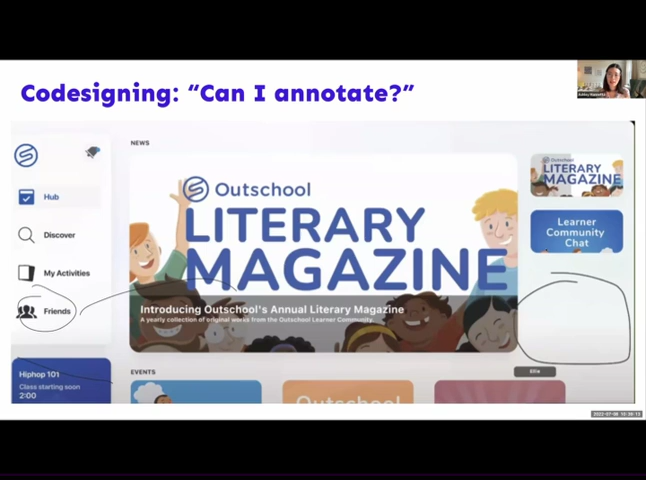 Codesigning: “Can I annotate?”
NEWS
Hub
Discover
My Activities
Friends
Hiphop 101
Class starting soon
2:00
Outschool
LITERARY
MAGAZINE
Introducing Outschool's Annual Literary Magazine
A yearly collection of original works from the Outschool Learner Community.
Outschool
LITERARY
MAGAZINE
Learner
Community
Chat
Ellie
EVENTS
Outschool